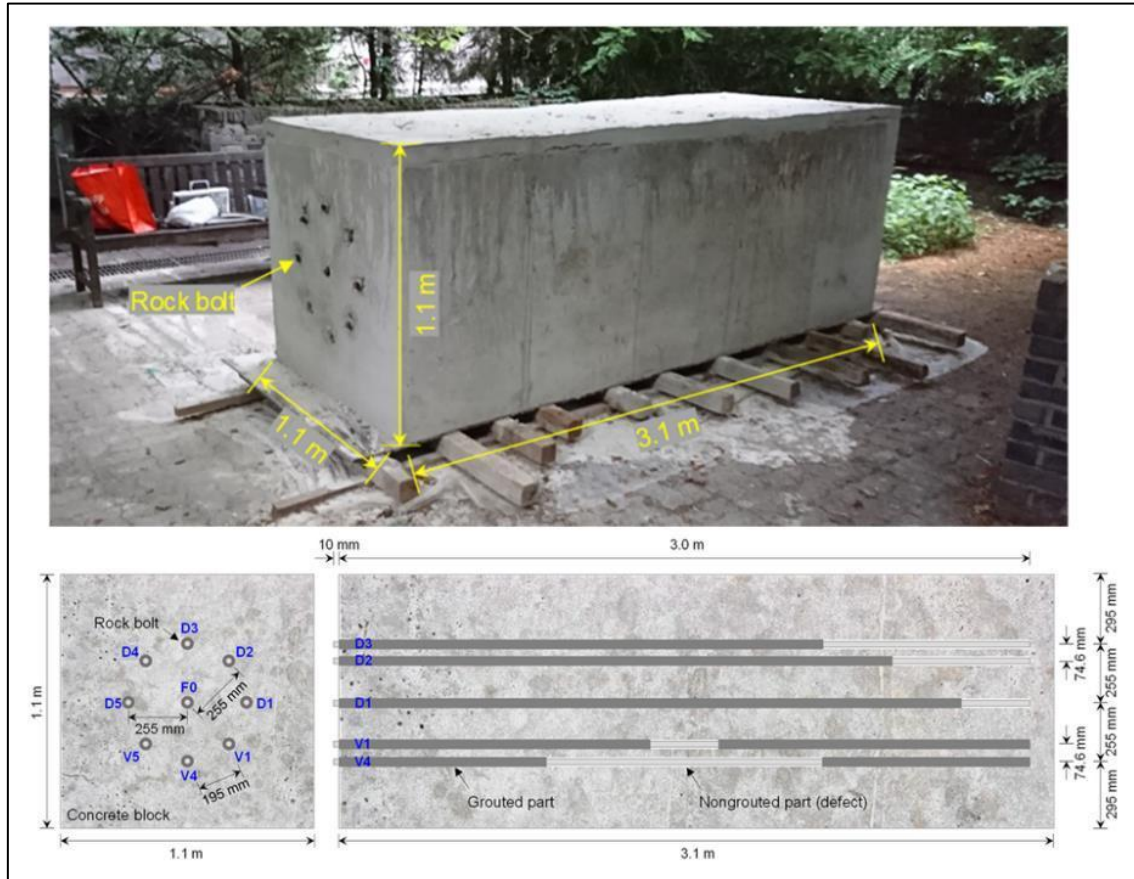 Rock bolt
1.1 m
1.1 m
3.1 m
10 mm
3.0 m
Rock bolt
D3
D4
D2
F0
D5
D1
255 mm
255 mm
V5
V1
V4
195 mm
Concrete block
1.1 m
1.1 m
D3
D2
D1
V1
V4
Grouted part
Nongrouted part (defect)
3.1 m
74.6 mm
74.6 mm
295 mm
255 mm
255 mm
295 mm